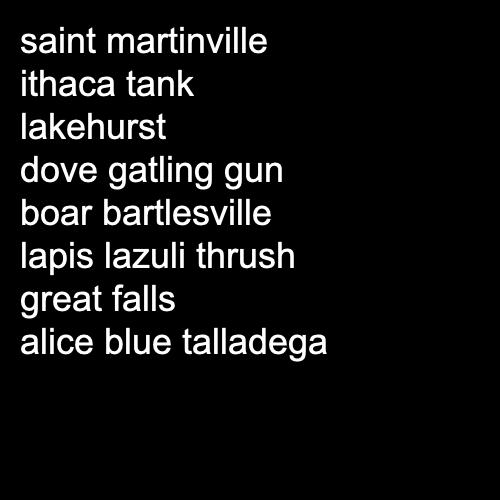 saint martinville
ithaca tank
lakehurst
dove gatling gun
boar bartlesville
lapis lazuli thrush
great falls
alice blue talladega